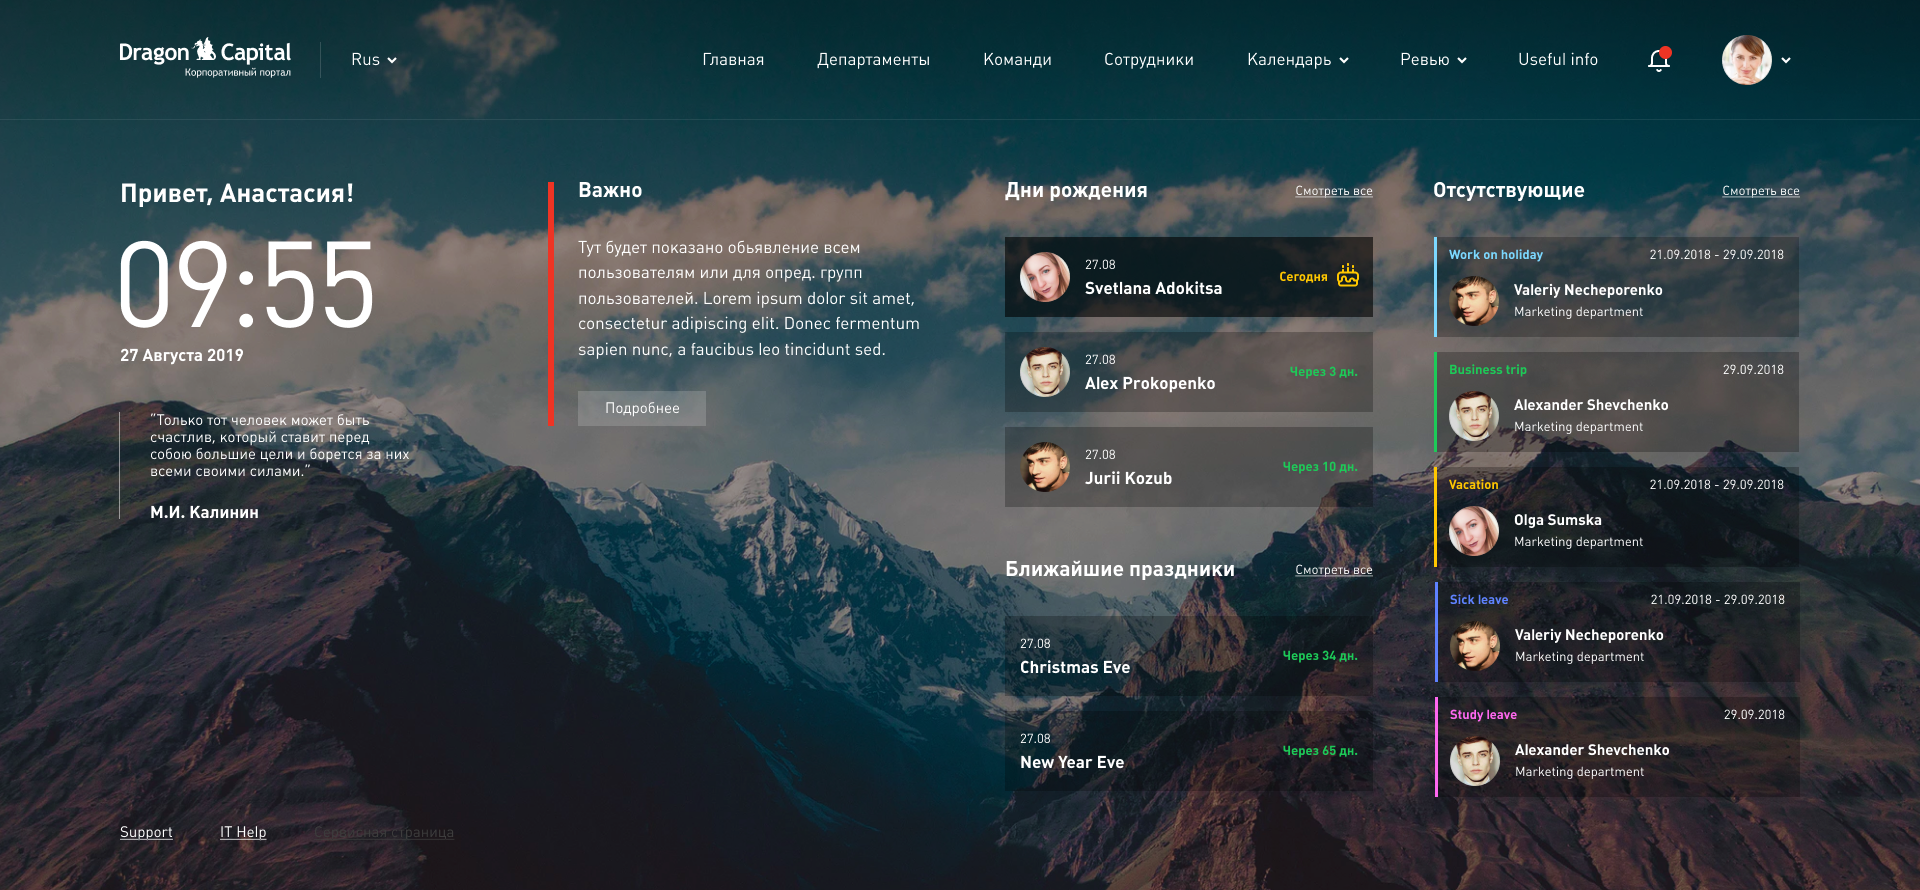 Dragon Capital
Корпоративный портал
Rus
Главная
Департаменты
Команди
Сотрудники
Календарь
Ревью
Useful info
Привет, Анастасия!
09:55
27 Августа 2019
"Только тот человек может быть
счастлив, который ставит перед
собою большие цели и борется за них
всеми своими силами."
М.И. Калинин
Важно
Тут будет показано обьявление всем
пользователям или для опред. групп
пользователей. Lorem ipsum dolor sit amet,
consectetur adipiscing elit. Donec fermentum
sapien nunc, a faucibus leo tincidunt sed.
Подробнее
Дни рождения
Смотреть все
27.08
Svetlana Adokitsa
Сегодня
27.08
Alex Prokopenko
Через 3 дн.
27.08
Jurii Kozub
Через 10 дн.
Ближайшие праздники
Смотреть все
27.08
Christmas Eve
Через 34 дн.
27.08
New Year Eve
Через 65 дн.
Отсутствующие
Смотреть все
Work on holiday
21.09.2018 - 29.09.2018
Valeriy Necheporenko
Marketing department
Business trip
29.09.2018
Alexander Shevchenko
Marketing department
Vacation
21.09.2018 - 29.09.2018
Olga Sumska
Marketing department
Sick leave
21.09.2018 - 29.09.2018
Valeriy Necheporenko
Marketing department
Study leave
29.09.2018
Alexander Shevchenko
Marketing department
Support
IT Help
Сервисная страница